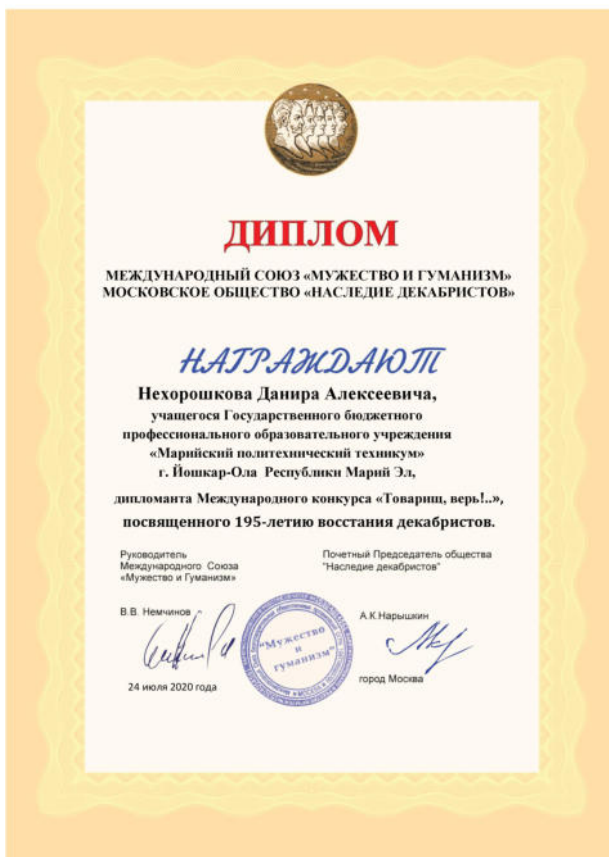 ДИПЛОМ
МЕЖДУНАРОДНЫЙ СОЮЗ «МУЖЕСТВО И ГУМАНИЗМ»
МОСКОВСКОЕ ОБЩЕСТВО «НАСЛЕДИЕ ДЕКАБРИСТОВ»
НАГРАЖДАЮТ
Нехорошкова Данира Алексеевича,
учащегося Государственного бюджетного
профессионального образовательного учреждения
«Марийский политехнический техникум»
г. Йошкар-Ола Республики Марий Эл,
дипломанта Международного конкурса «Товарищ, верь!..»,
посвященного 195-летию восстания декабристов.
Руководитель
Международного Союза
«Мужество и Гуманизм»
Почетный Председатель общества
"Наследие декабристов"
В.В. Немчинов
А.К.Нарышкин
"Мужество
и
гуманизм"
24 июля 2020 года
город Москва